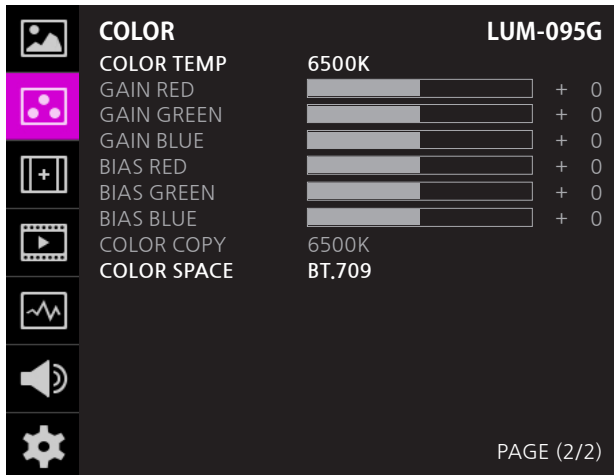 COLOR LUM-095G
COLOR TEMP 6500K
GAIN RED + 0
GAIN GREEN + 0
GAIN BLUE + 0
BIAS RED + 0
BIAS GREEN + 0
BIAS BLUE + 0
COLOR COPY 6500K
COLOR SPACE BT.709
PAGE (2/2)